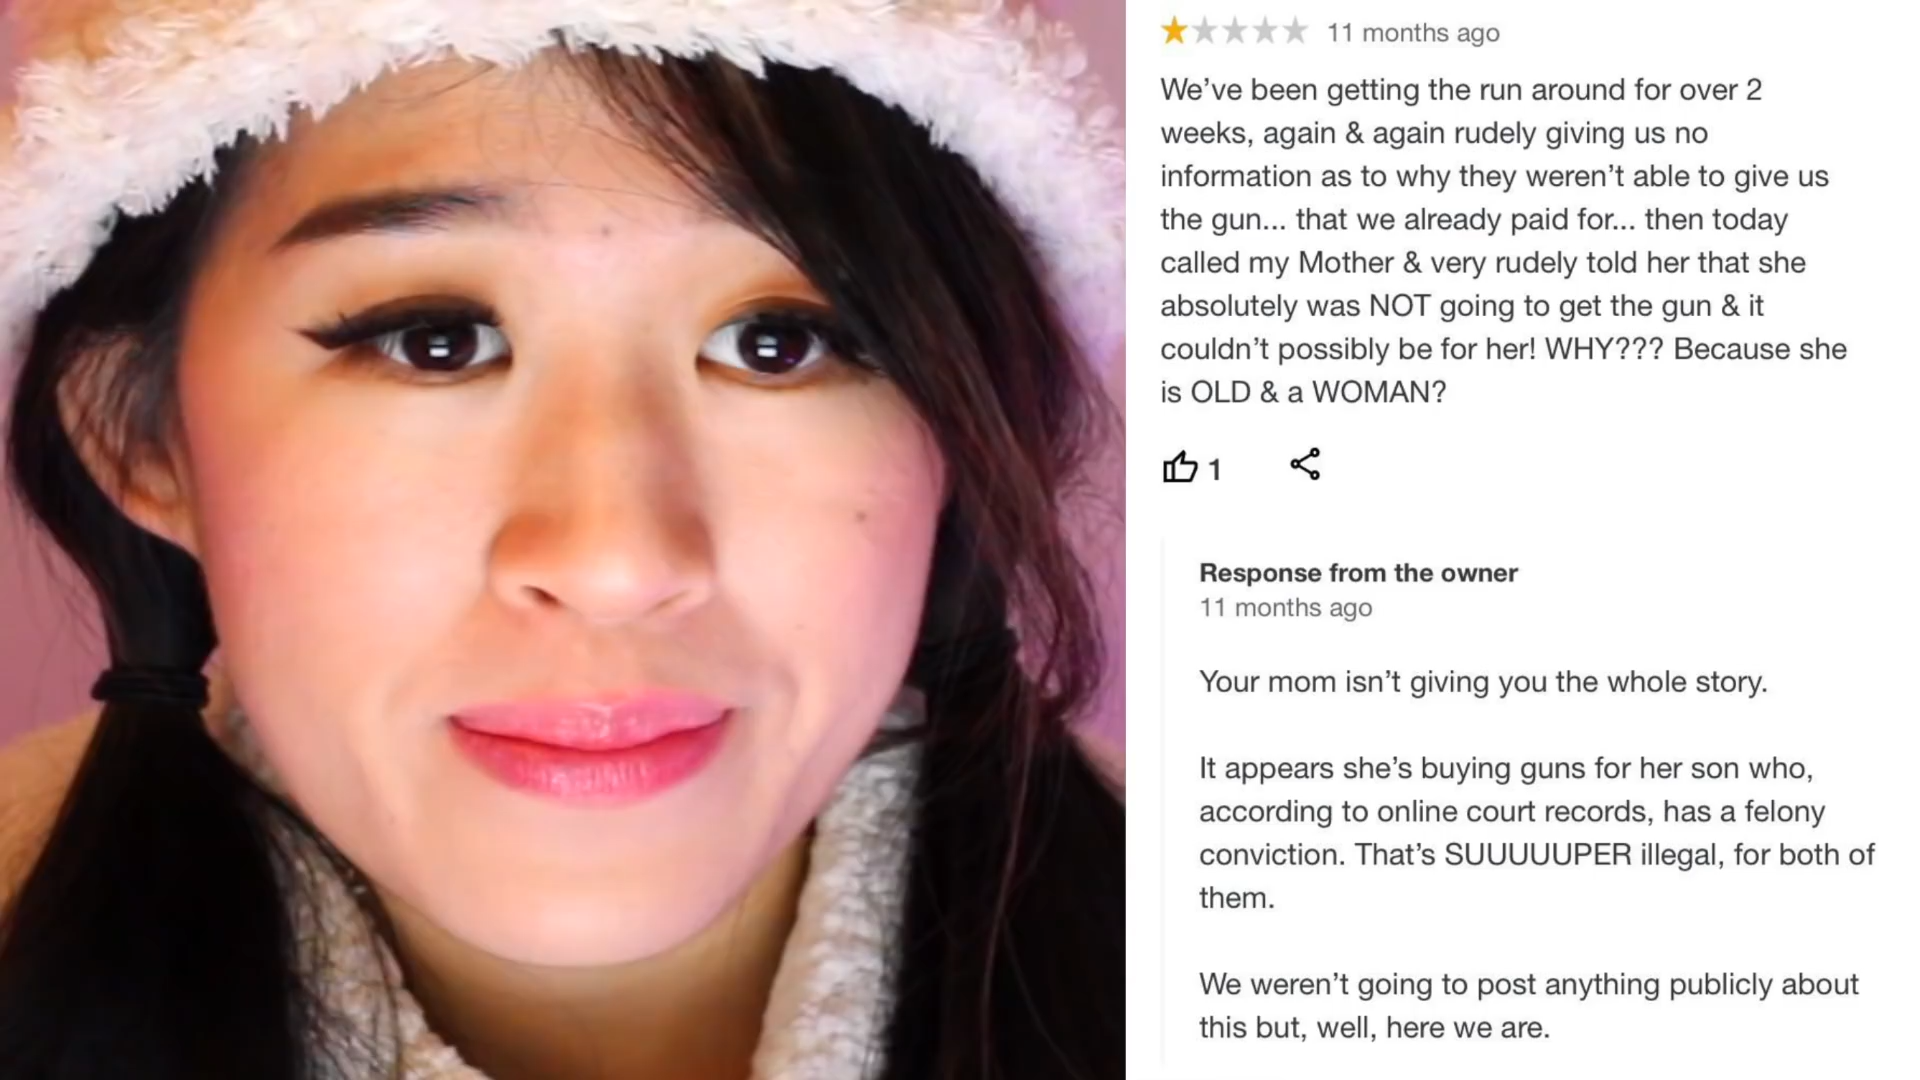 11 months ago
We’ve been getting the run around for over 2
weeks, again & again rudely giving us no
information as to why they weren’t able to give us
the gun... that we already paid for... then today
called my Mother & very rudely told her that she
absolutely was NOT going to get the gun & it
couldn’t possibly be for her! WHY??? Because she
is OLD & a WOMAN?
1
Response from the owner
11 months ago
Your mom isn’t giving you the whole story.
It appears she’s buying guns for her son who,
according to online court records, has a felony
conviction. That’s SUUUUUPER illegal, for both of
them.
We weren’t going to post anything publicly about
this but, well, here we are.